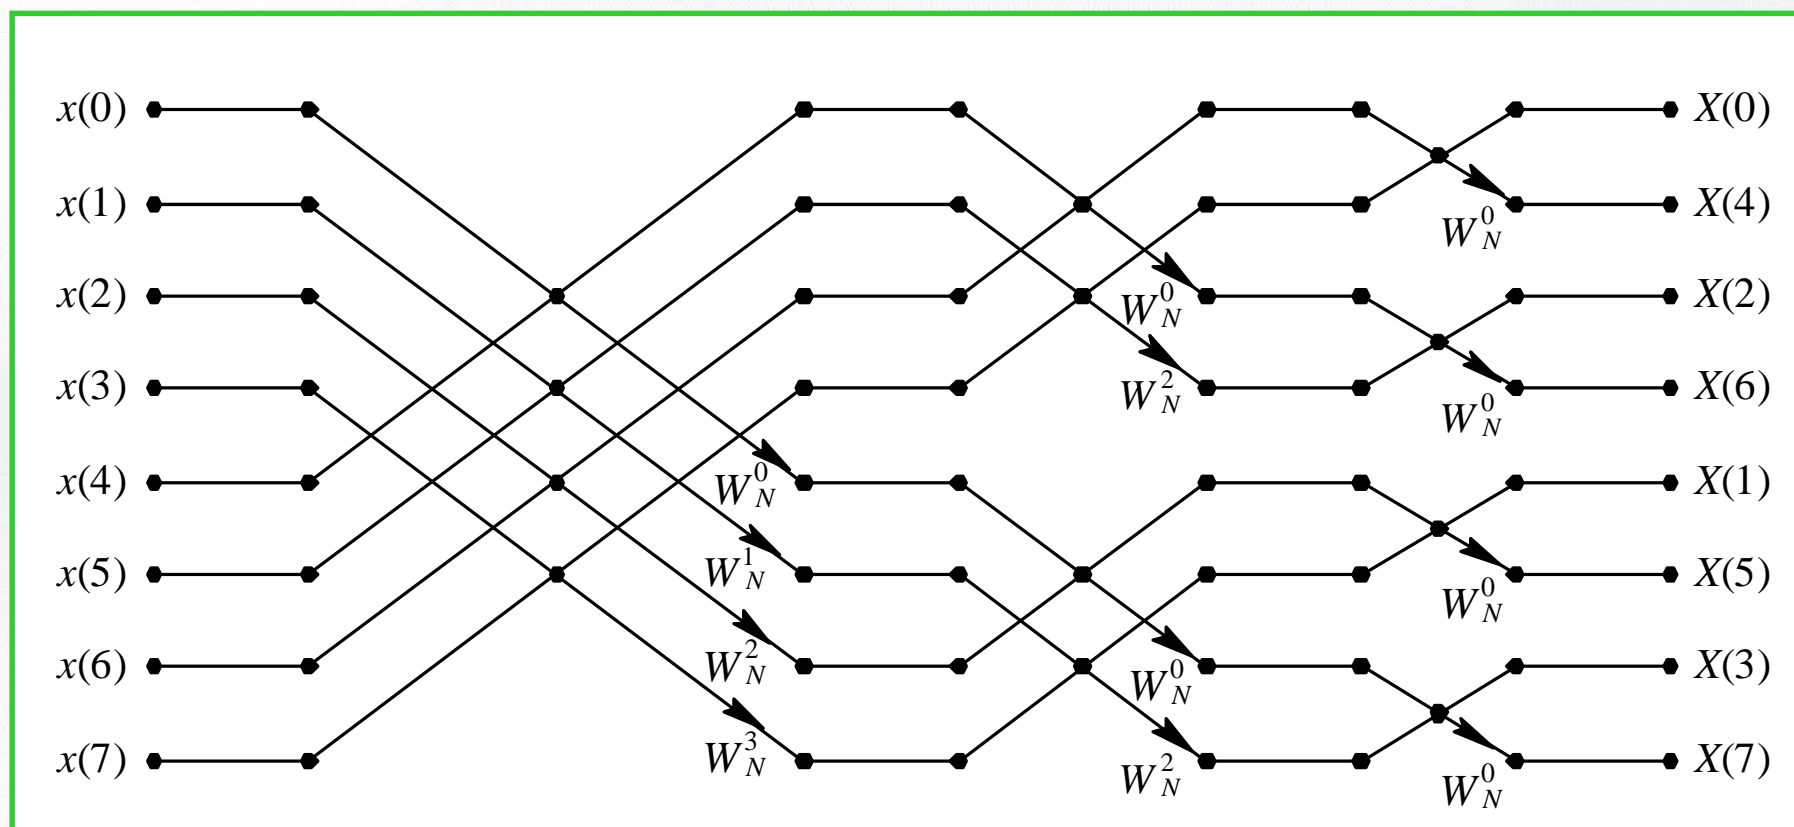 x(0) X(0)
x(1) X(4)
W_N^0
x(2) X(2)
W_N^0
x(3) X(6)
W_N^2
W_N^0
x(4) X(1)
W_N^0
x(5) X(5)
W_N^1
W_N^0
x(6) X(3)
W_N^2
W_N^0
x(7) X(7)
W_N^3
W_N^2
W_N^0